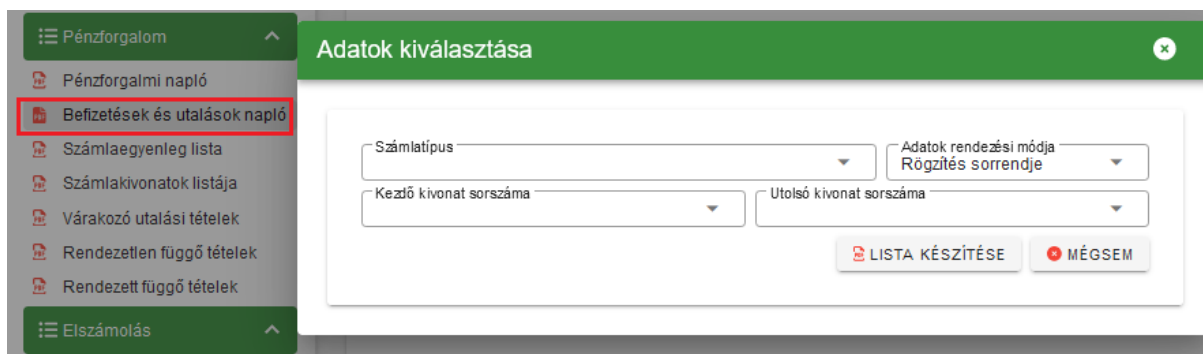 Pénzforgalom
Pénzforgalmi napló
Befizetések és utalások napló
Számlaegyenleg lista
Számlakivonatok listája
Várakozó utalási tételek
Rendezetlen függő tételek
Rendezett függő tételek
Elszámolás
Adatok kiválasztása
Számlatípus
Adatok rendezési módja
Rögzítés sorrendje
Kezdő kivonat sorszáma
Utolsó kivonat sorszáma
LISTA KÉSZÍTÉSE
MÉGSEM